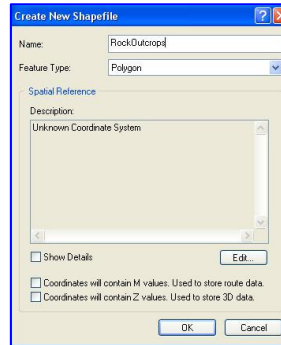 Create New Shapefile
Name: RockOutcrops
Feature Type: Polygon
Spatial Reference
Description:
Unknown Coordinate System
Show Details
Edit...
Coordinates will contain M values. Used to store route data.
Coordinates will contain Z values. Used to store 3D data.
OK Cancel